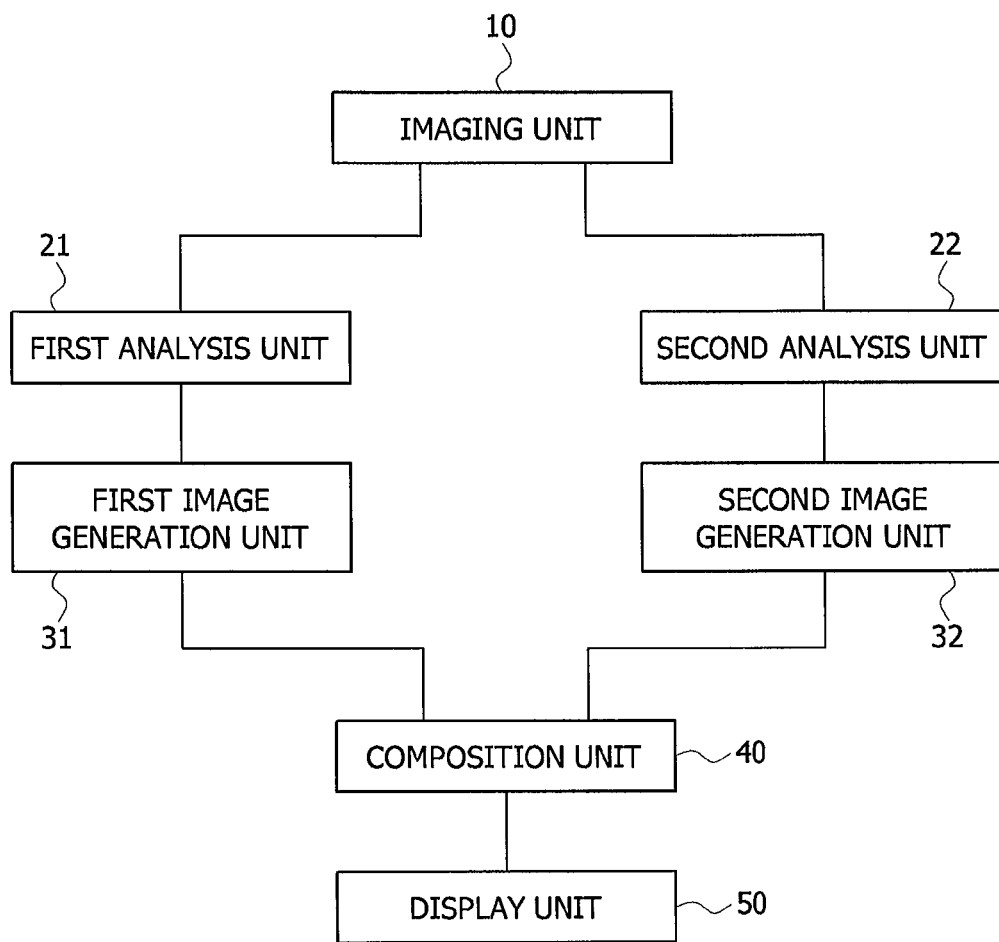 10
IMAGING UNIT
21
22
FIRST ANALYSIS UNIT
SECOND ANALYSIS UNIT
FIRST IMAGE
GENERATION UNIT
SECOND IMAGE
GENERATION UNIT
31
32
COMPOSITION UNIT
40
DISPLAY UNIT
50